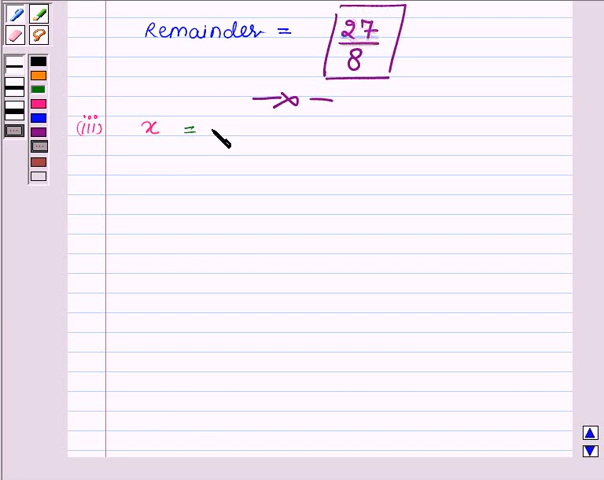 Remainder = 27/8
(iii) x =